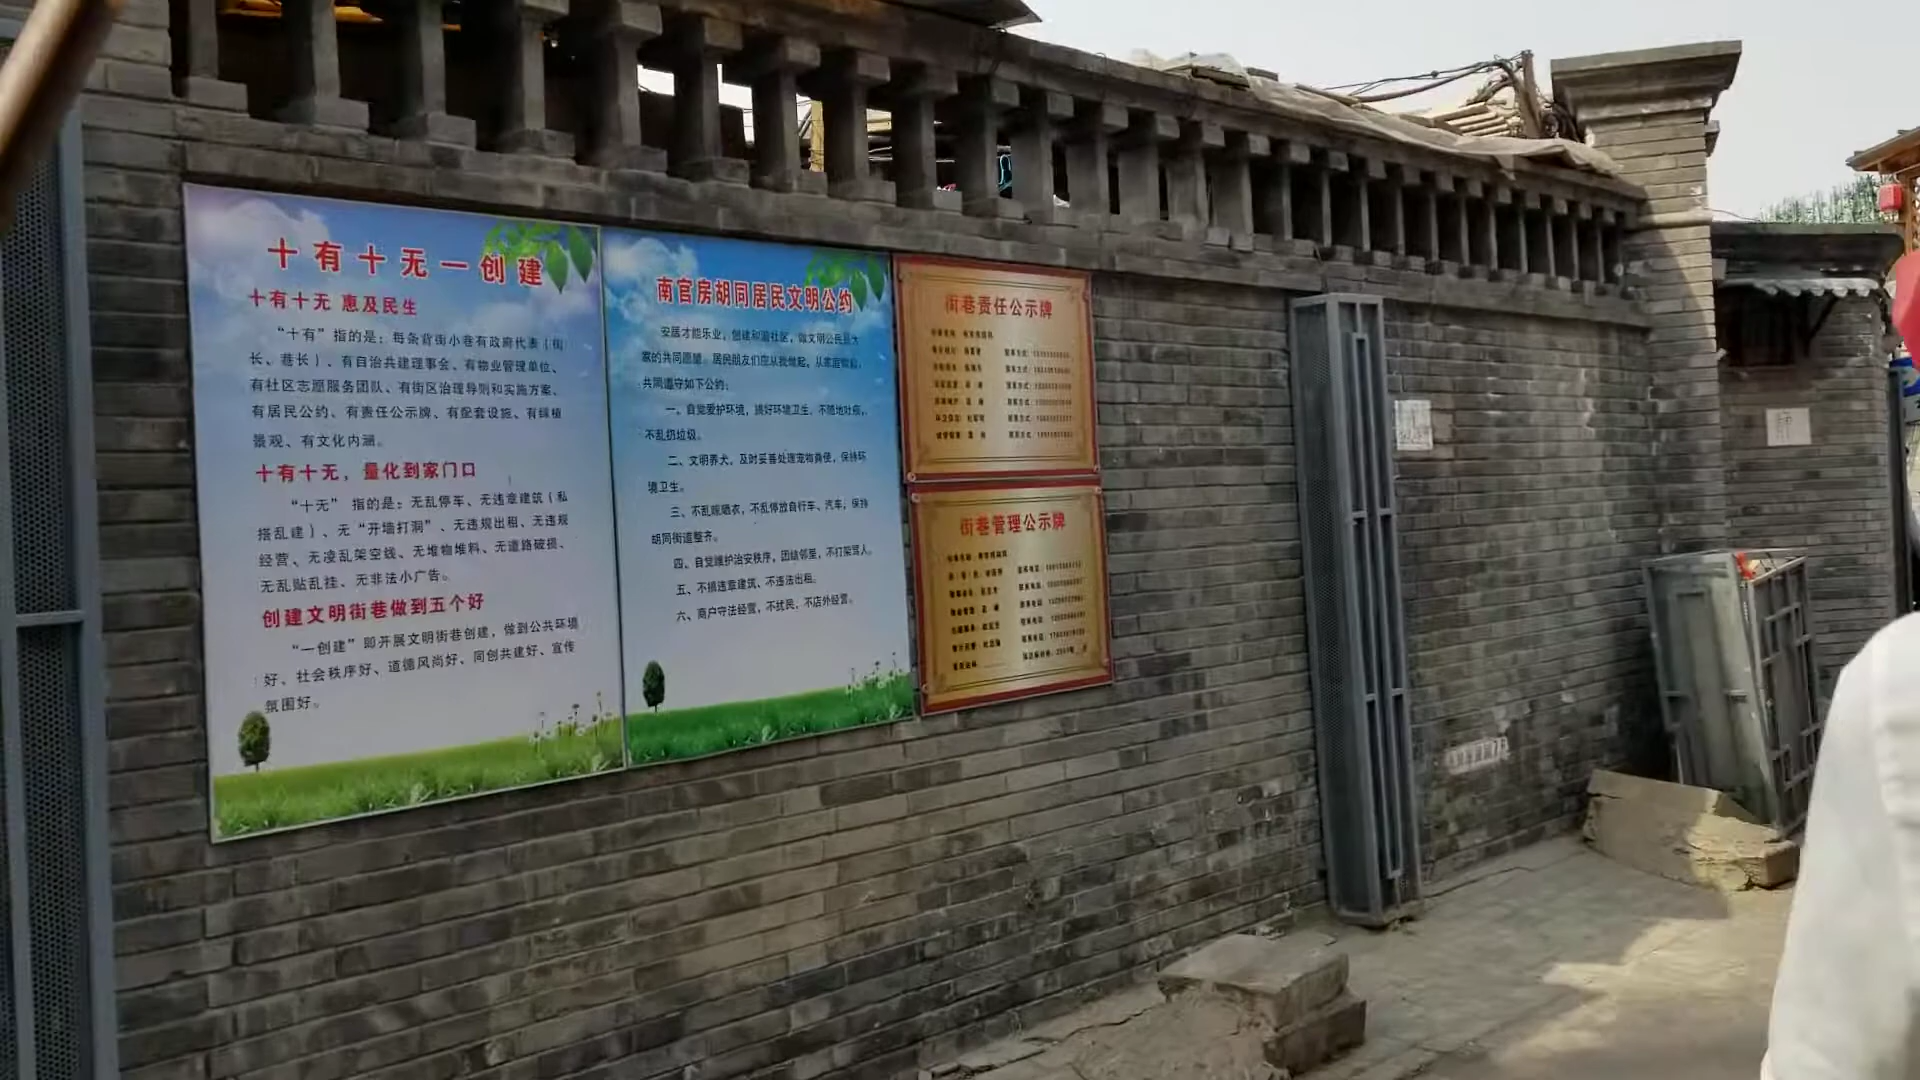 十有十无一创建
十有十无 惠及民生
“十有”指的是：每条背街小巷有政府代表（街
长、巷长）、有自治共建理事会、有物业管理单位、
有社区志愿服务团队、有街区治理导则和实施方案、
有居民公约、有责任公示牌、有配套设施、有绿植
景观、有文化内涵。
十有十无，量化到家门口
“十无” 指的是：无乱停车、无违章建筑（私
搭乱建）、无“开墙打洞”、无违规出租、无违规
经营、无凌乱架空线、无堆物堆料、无道路破损、
无乱贴乱挂、无非法小广告。
创建文明街巷做到五个好
“一创建”即开展文明街巷创建，做到公共环境
好、社会秩序好、道德风尚好、同创共建好、宣传
氛围好。
南官房胡同居民文明公约
安居才能乐业，创建和谐社区，做文明公民是大
家的共同愿望。居民朋友们应从我做起，从家庭做起，
共同遵守如下公约：
一、自觉爱护环境，搞好环境卫生，不随地吐痰，
不乱扔垃圾。
二、文明养犬，及时妥善处理宠物粪便，保持环
境卫生。
三、不乱晾晒衣，不乱停放自行车、汽车，保持
胡同街道整齐。
四、自觉维护治安秩序，团结邻里，不打架骂人。
五、不搞违章建筑、不违法出租。
六、商户守法经营，不扰民，不店外经营。
街巷责任公示牌
街巷管理公示牌